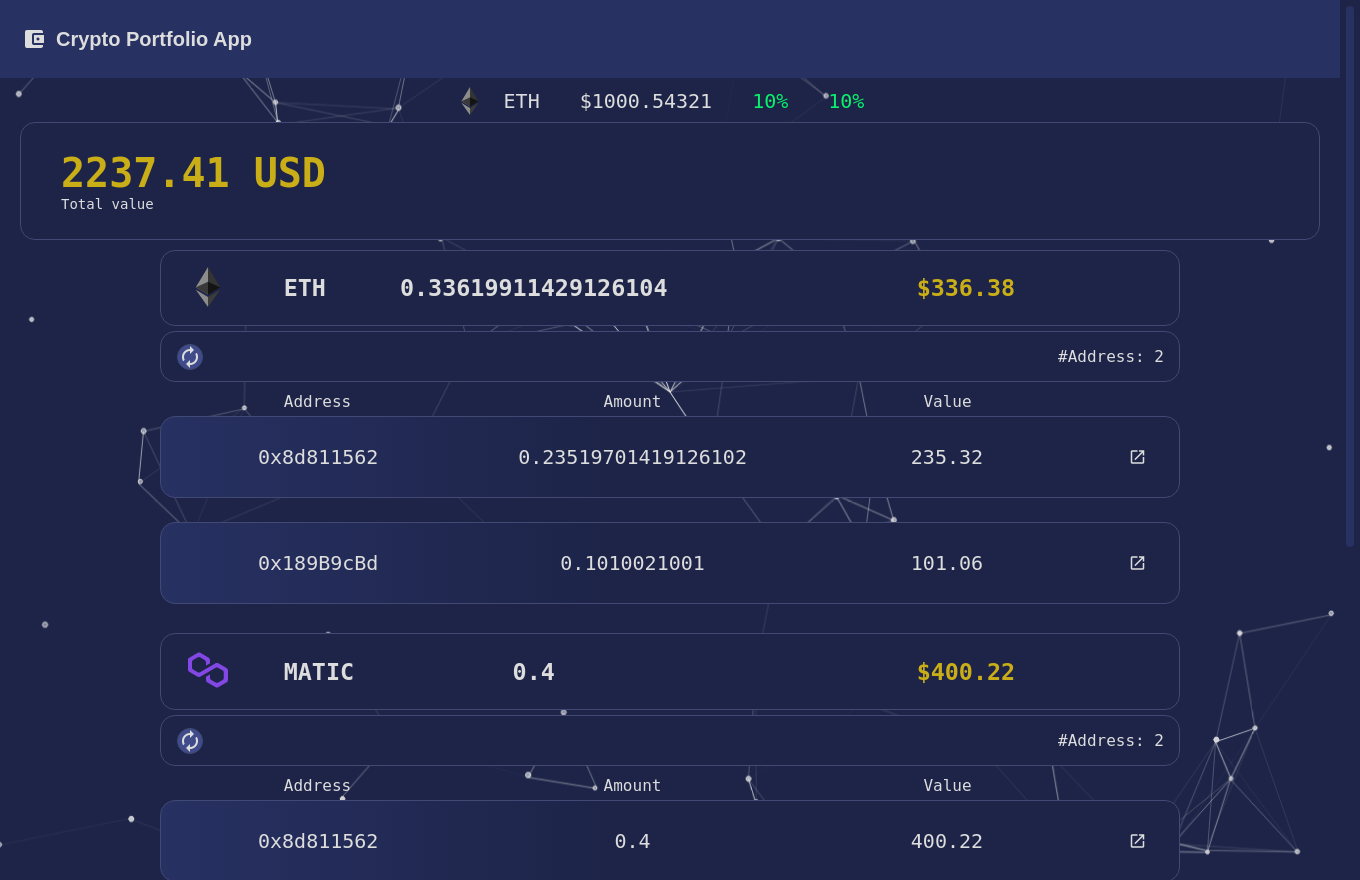 Crypto Portfolio App
ETH $1000.54321 10% 10%
2237.41 USD
Total value
ETH 0.33619911429126104 $336.38
#Address: 2
Address Amount Value
0x8d811562 0.23519701419126102 235.32
0x189B9cBd 0.1010021001 101.06
MATIC 0.4 $400.22
#Address: 2
Address Amount Value
0x8d811562 0.4 400.22